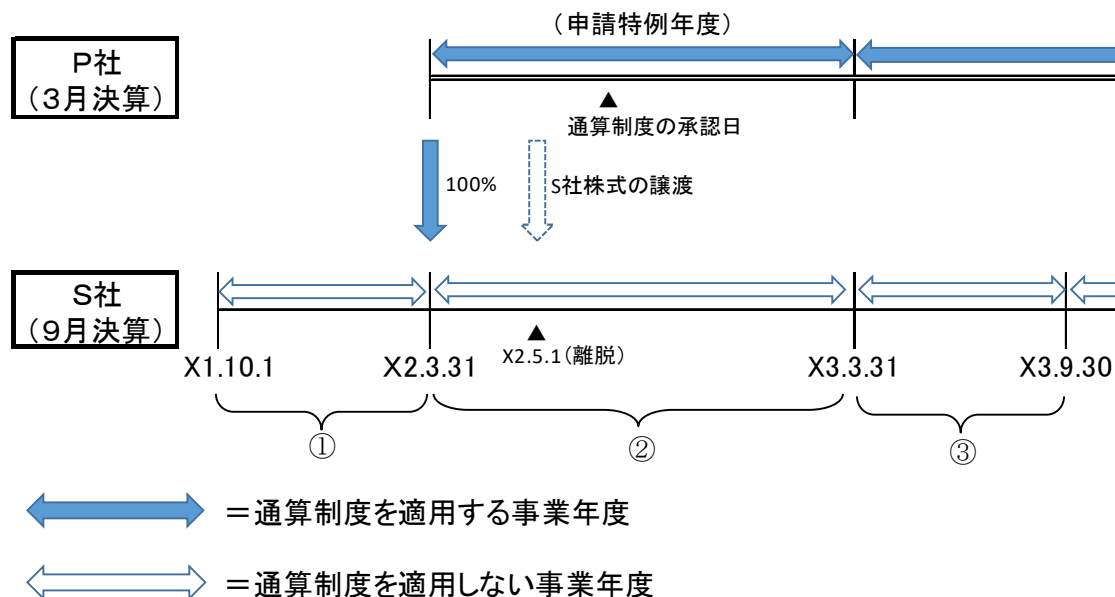 (申請特例年度)
P社
(3月決算)
▲
通算制度の承認日
100%
S社株式の譲渡
S社
(9月決算)
▲
X2.5.1(離脱)
X1.10.1
X2.3.31
X3.3.31
X3.9.30
①
②
③
=通算制度を適用する事業年度
=通算制度を適用しない事業年度